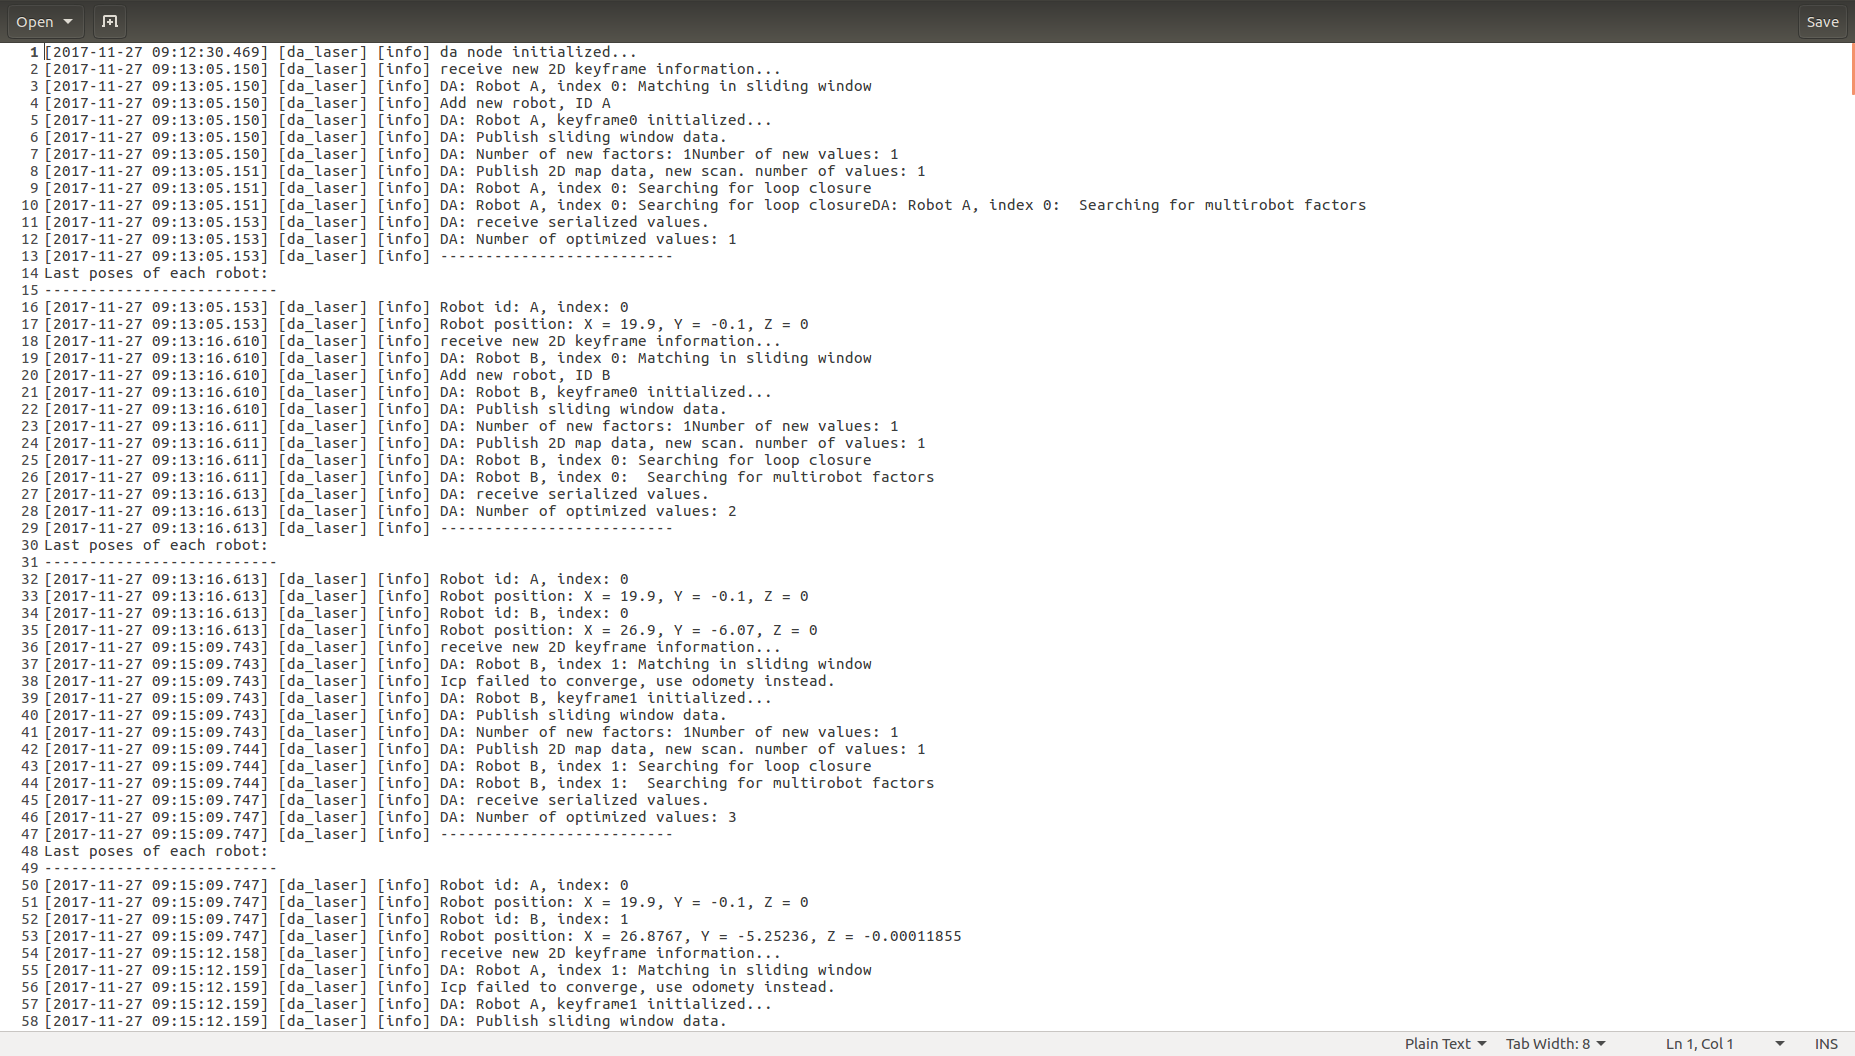 Open
Save
1 [2017-11-27 09:12:30.469] [da_laser] [info] da node initialized...
2 [2017-11-27 09:13:05.150] [da_laser] [info] receive new 2D keyframe information...
3 [2017-11-27 09:13:05.150] [da_laser] [info] DA: Robot A, index 0: Matching in sliding window
4 [2017-11-27 09:13:05.150] [da_laser] [info] Add new robot, ID A
5 [2017-11-27 09:13:05.150] [da_laser] [info] DA: Robot A, keyframe0 initialized...
6 [2017-11-27 09:13:05.150] [da_laser] [info] DA: Publish sliding window data.
7 [2017-11-27 09:13:05.150] [da_laser] [info] DA: Number of new factors: 1Number of new values: 1
8 [2017-11-27 09:13:05.151] [da_laser] [info] DA: Publish 2D map data, new scan. number of values: 1
9 [2017-11-27 09:13:05.151] [da_laser] [info] DA: Robot A, index 0: Searching for loop closure
10 [2017-11-27 09:13:05.151] [da_laser] [info] DA: Robot A, index 0: Searching for loop closureDA: Robot A, index 0:  Searching for multirobot factors
11 [2017-11-27 09:13:05.153] [da_laser] [info] DA: receive serialized values.
12 [2017-11-27 09:13:05.153] [da_laser] [info] DA: Number of optimized values: 1
13 [2017-11-27 09:13:05.153] [da_laser] [info] --------------------------
14 Last poses of each robot:
15 --------------------------
16 [2017-11-27 09:13:05.153] [da_laser] [info] Robot id: A, index: 0
17 [2017-11-27 09:13:05.153] [da_laser] [info] Robot position: X = 19.9, Y = -0.1, Z = 0
18 [2017-11-27 09:13:16.610] [da_laser] [info] receive new 2D keyframe information...
19 [2017-11-27 09:13:16.610] [da_laser] [info] DA: Robot B, index 0: Matching in sliding window
20 [2017-11-27 09:13:16.610] [da_laser] [info] Add new robot, ID B
21 [2017-11-27 09:13:16.610] [da_laser] [info] DA: Robot B, keyframe0 initialized...
22 [2017-11-27 09:13:16.610] [da_laser] [info] DA: Publish sliding window data.
23 [2017-11-27 09:13:16.611] [da_laser] [info] DA: Number of new factors: 1Number of new values: 1
24 [2017-11-27 09:13:16.611] [da_laser] [info] DA: Publish 2D map data, new scan. number of values: 1
25 [2017-11-27 09:13:16.611] [da_laser] [info] DA: Robot B, index 0: Searching for loop closure
26 [2017-11-27 09:13:16.611] [da_laser] [info] DA: Robot B, index 0:  Searching for multirobot factors
27 [2017-11-27 09:13:16.613] [da_laser] [info] DA: receive serialized values.
28 [2017-11-27 09:13:16.613] [da_laser] [info] DA: Number of optimized values: 2
29 [2017-11-27 09:13:16.613] [da_laser] [info] --------------------------
30 Last poses of each robot:
31 --------------------------
32 [2017-11-27 09:13:16.613] [da_laser] [info] Robot id: A, index: 0
33 [2017-11-27 09:13:16.613] [da_laser] [info] Robot position: X = 19.9, Y = -0.1, Z = 0
34 [2017-11-27 09:13:16.613] [da_laser] [info] Robot id: B, index: 0
35 [2017-11-27 09:13:16.613] [da_laser] [info] Robot position: X = 26.9, Y = -6.07, Z = 0
36 [2017-11-27 09:15:09.743] [da_laser] [info] receive new 2D keyframe information...
37 [2017-11-27 09:15:09.743] [da_laser] [info] DA: Robot B, index 1: Matching in sliding window
38 [2017-11-27 09:15:09.743] [da_laser] [info] Icp failed to converge, use odomety instead.
39 [2017-11-27 09:15:09.743] [da_laser] [info] DA: Robot B, keyframe1 initialized...
40 [2017-11-27 09:15:09.743] [da_laser] [info] DA: Publish sliding window data.
41 [2017-11-27 09:15:09.743] [da_laser] [info] DA: Number of new factors: 1Number of new values: 1
42 [2017-11-27 09:15:09.744] [da_laser] [info] DA: Publish 2D map data, new scan. number of values: 1
43 [2017-11-27 09:15:09.744] [da_laser] [info] DA: Robot B, index 1: Searching for loop closure
44 [2017-11-27 09:15:09.744] [da_laser] [info] DA: Robot B, index 1:  Searching for multirobot factors
45 [2017-11-27 09:15:09.747] [da_laser] [info] DA: receive serialized values.
46 [2017-11-27 09:15:09.747] [da_laser] [info] DA: Number of optimized values: 3
47 [2017-11-27 09:15:09.747] [da_laser] [info] --------------------------
48 Last poses of each robot:
49 --------------------------
50 [2017-11-27 09:15:09.747] [da_laser] [info] Robot id: A, index: 0
51 [2017-11-27 09:15:09.747] [da_laser] [info] Robot position: X = 19.9, Y = -0.1, Z = 0
52 [2017-11-27 09:15:09.747] [da_laser] [info] Robot id: B, index: 1
53 [2017-11-27 09:15:09.747] [da_laser] [info] Robot position: X = 26.8767, Y = -5.25236, Z = -0.00011855
54 [2017-11-27 09:15:12.158] [da_laser] [info] receive new 2D keyframe information...
55 [2017-11-27 09:15:12.159] [da_laser] [info] DA: Robot A, index 1: Matching in sliding window
56 [2017-11-27 09:15:12.159] [da_laser] [info] Icp failed to converge, use odomety instead.
57 [2017-11-27 09:15:12.159] [da_laser] [info] DA: Robot A, keyframe1 initialized...
58 [2017-11-27 09:15:12.159] [da_laser] [info] DA: Publish sliding window data.
Plain Text Tab Width: 8 Ln 1, Col 1 INS